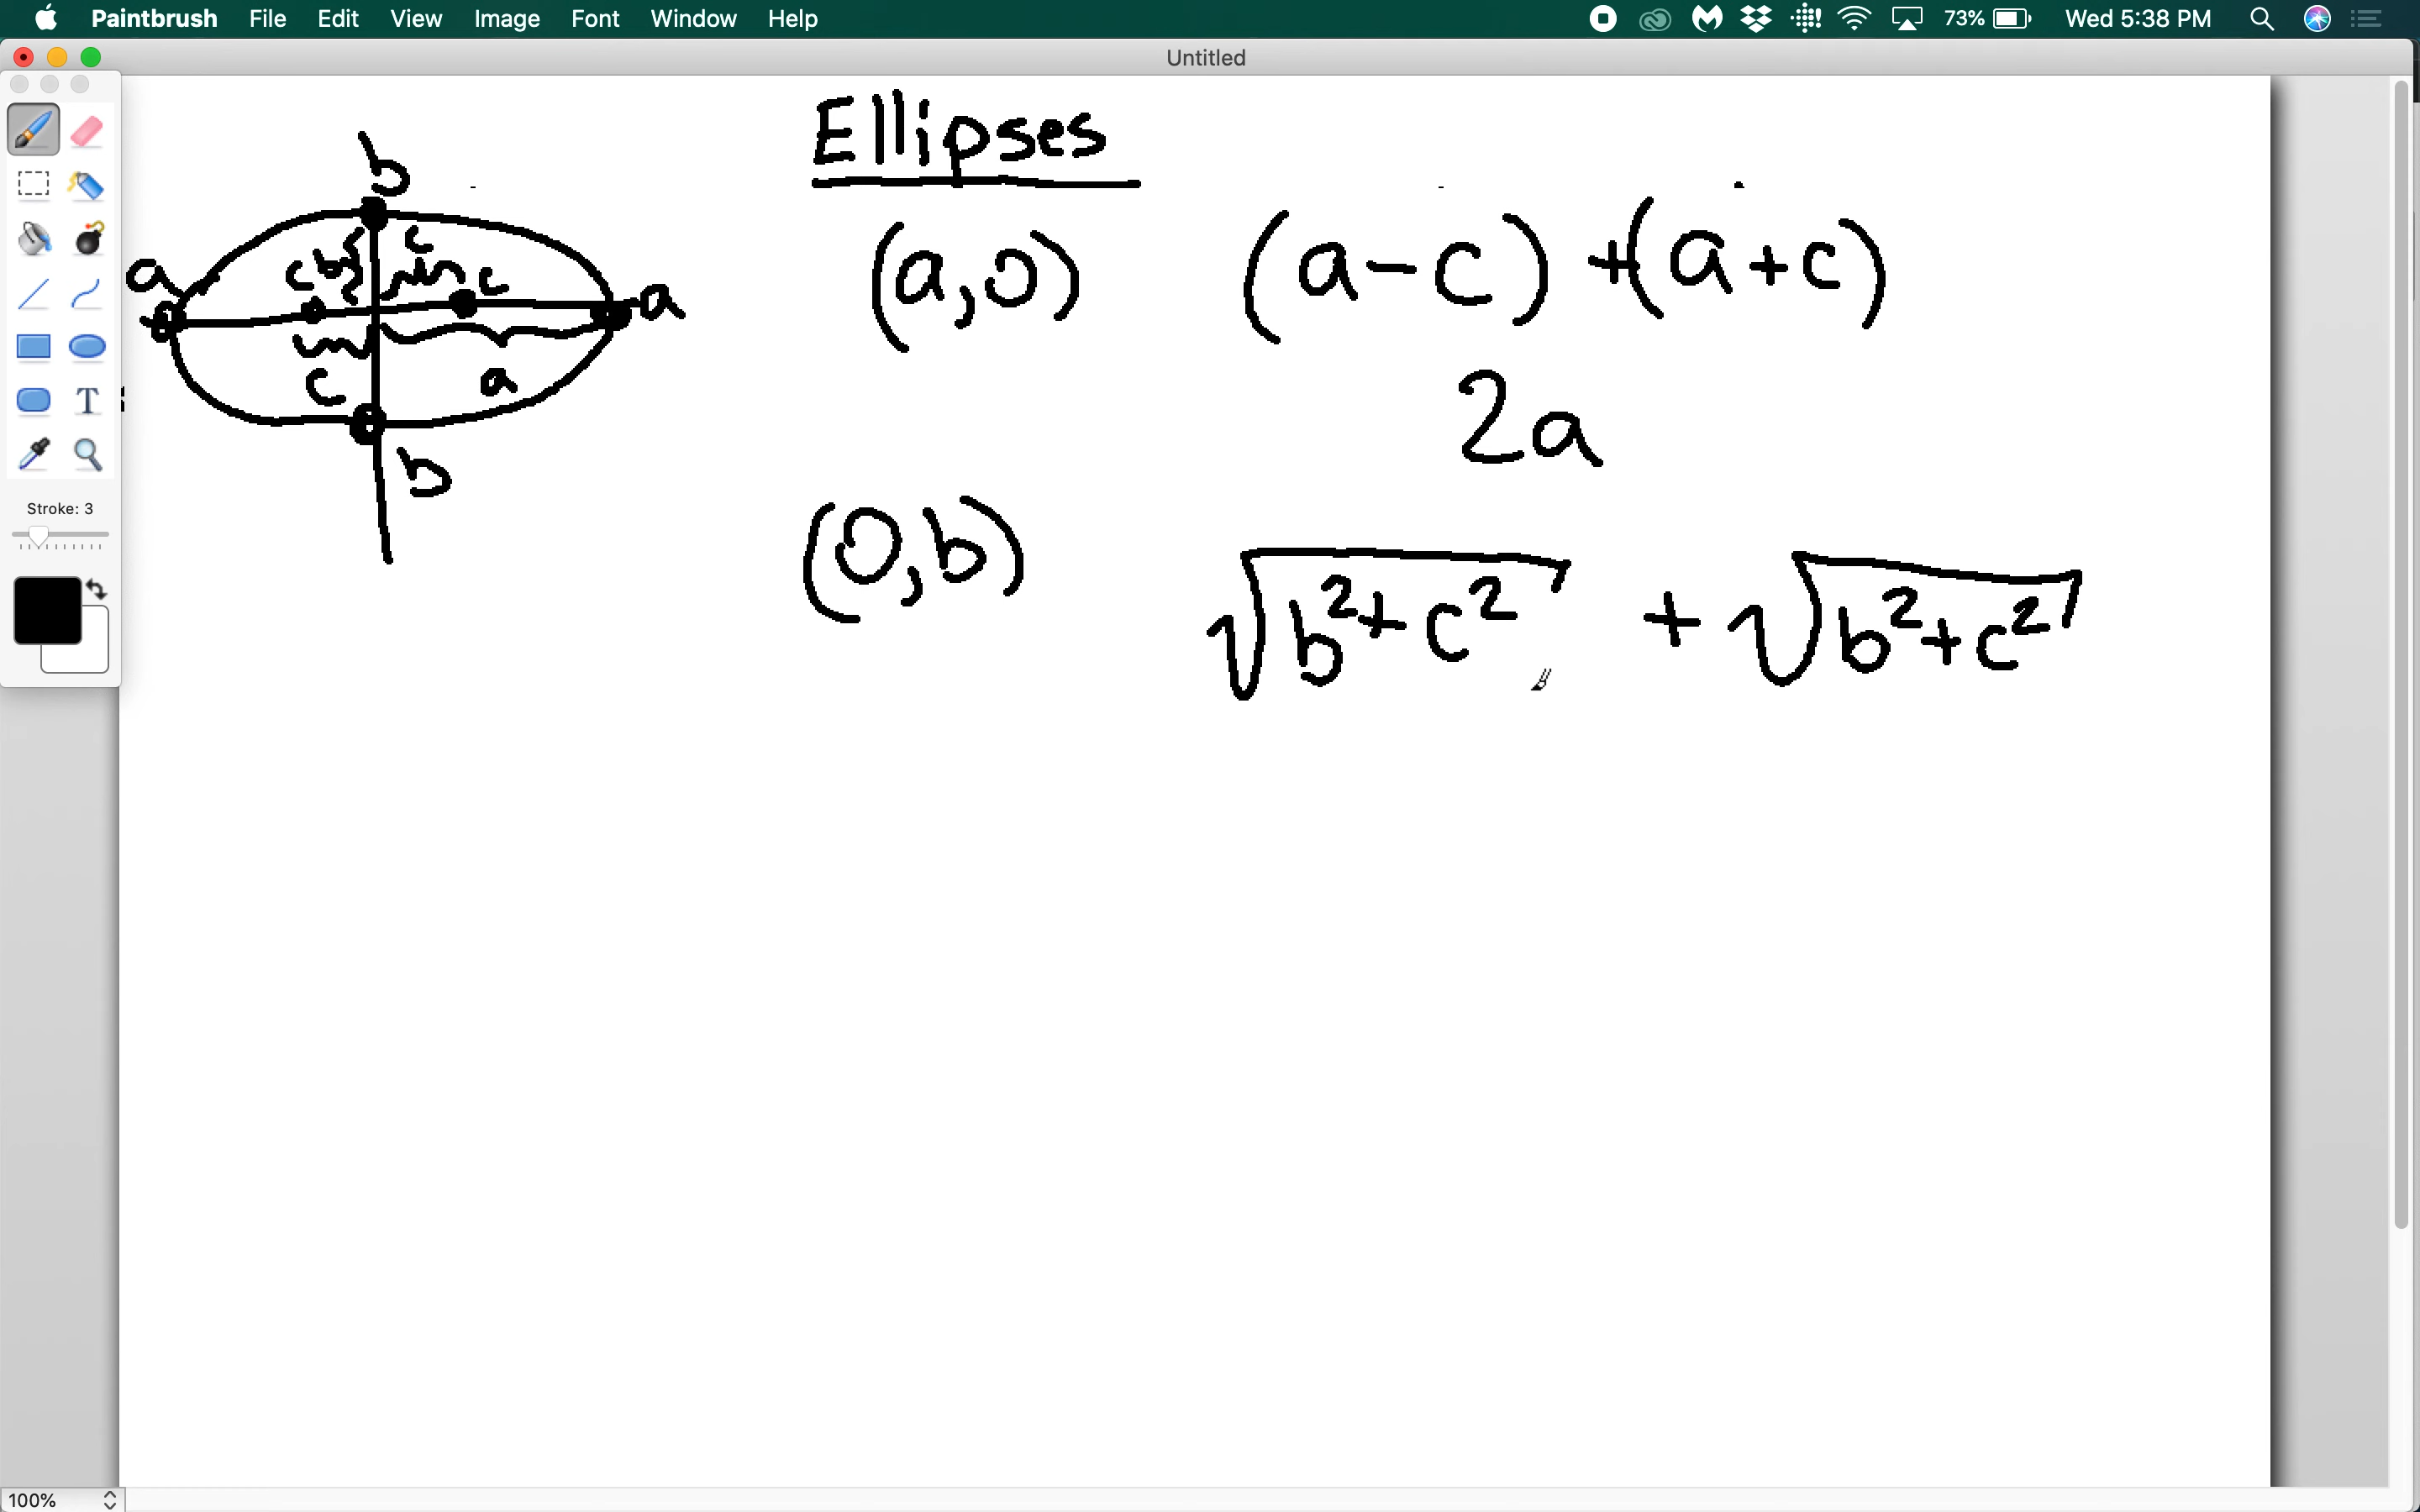 Paintbrush File Edit View Image Font Window Help 73% Wed 5:38 PM
Untitled
Ellipses
b
(a,0) (a-c)+(a+c)
c b c c
a a
c a
2a
b
T
Stroke: 3
(0,b) √b²+c² + √b²+c²
100%